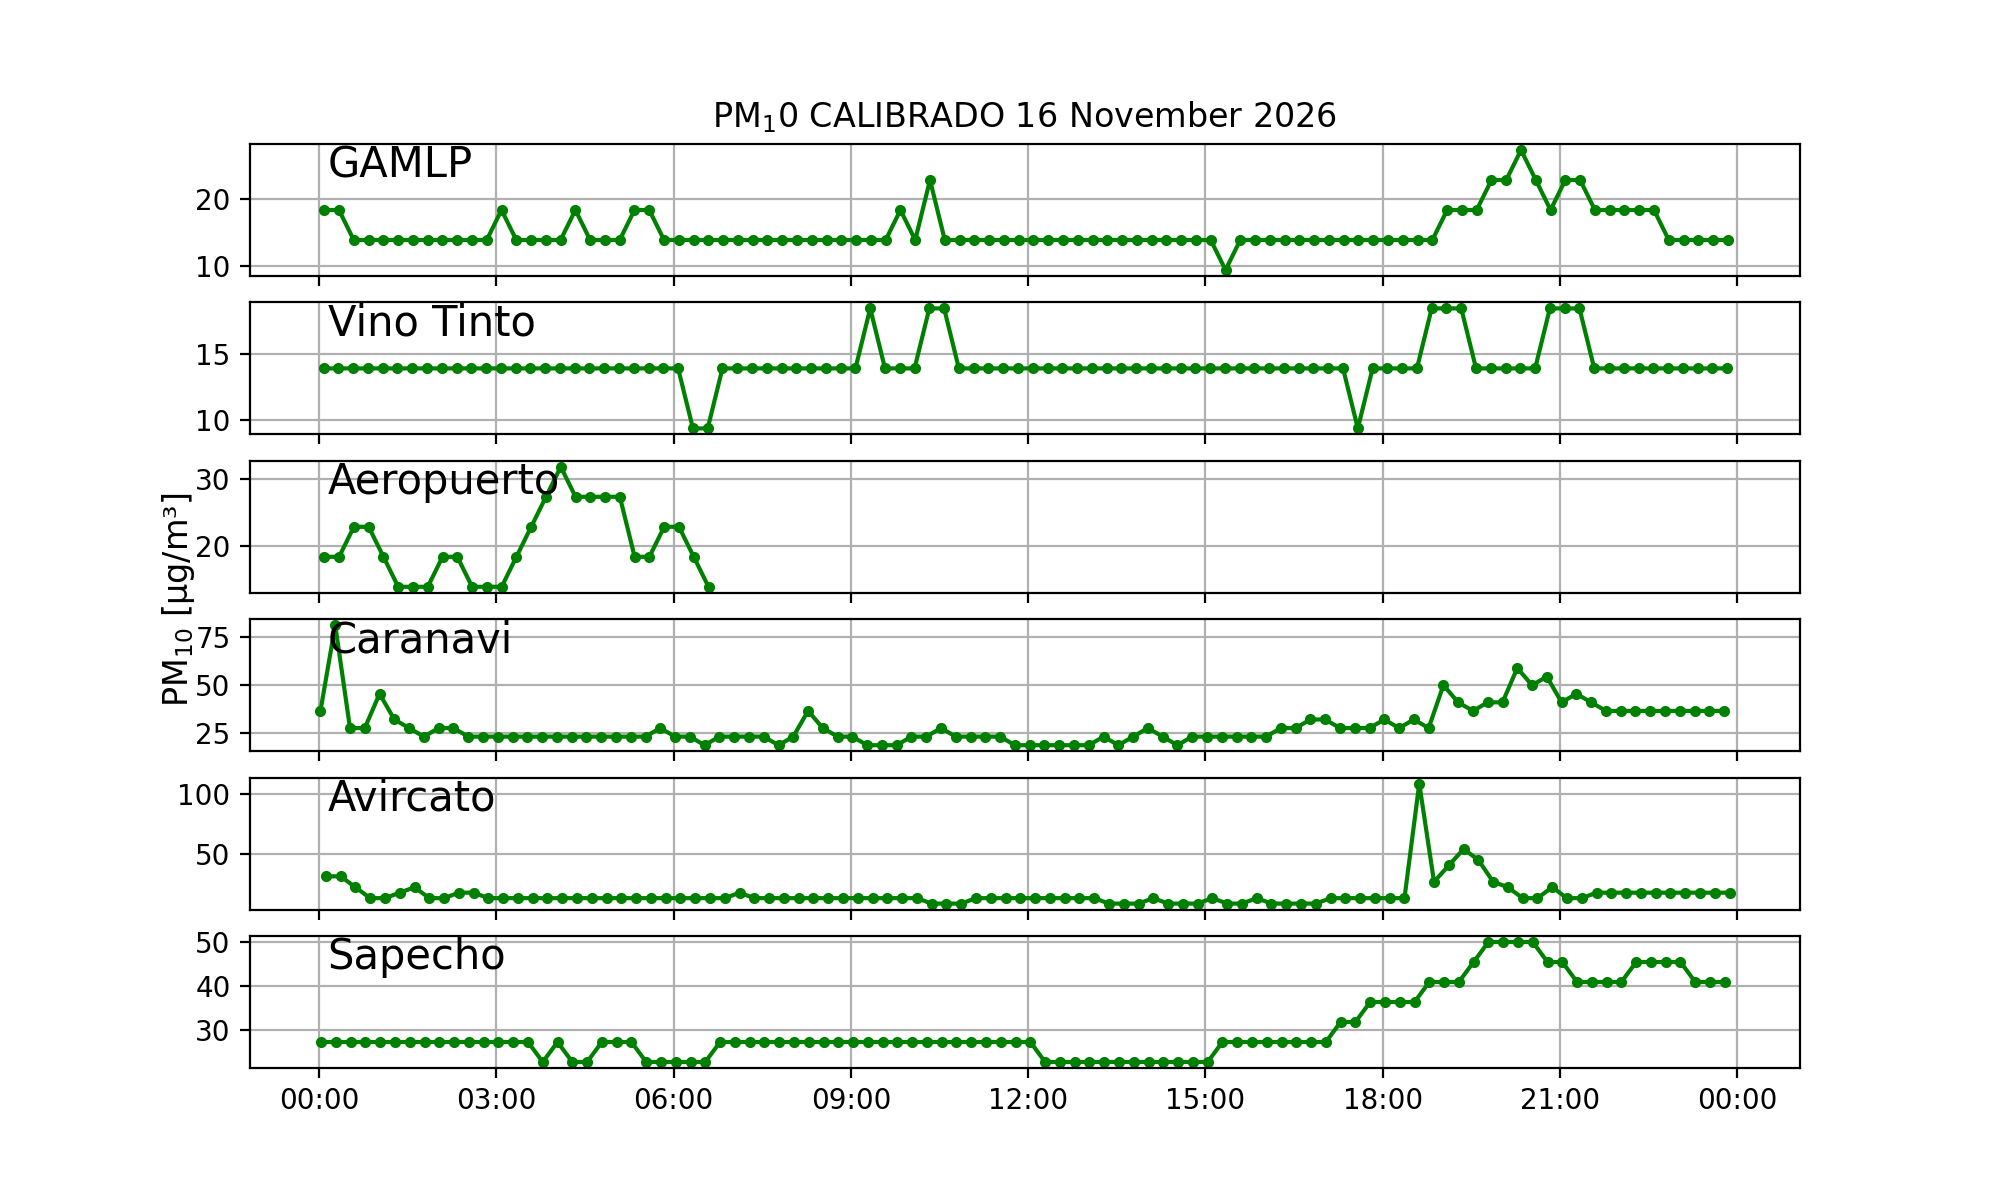 PM₁0 CALIBRADO 16 November 2026
GAMLP
20
10
Vino Tinto
15
10
Aeropuerto
30
20
PM₁₀ [µg/m³]
Caranavi
75
50
25
Avircato
100
50
Sapecho
50
40
30
00:00 03:00 06:00 09:00 12:00 15:00 18:00 21:00 00:00